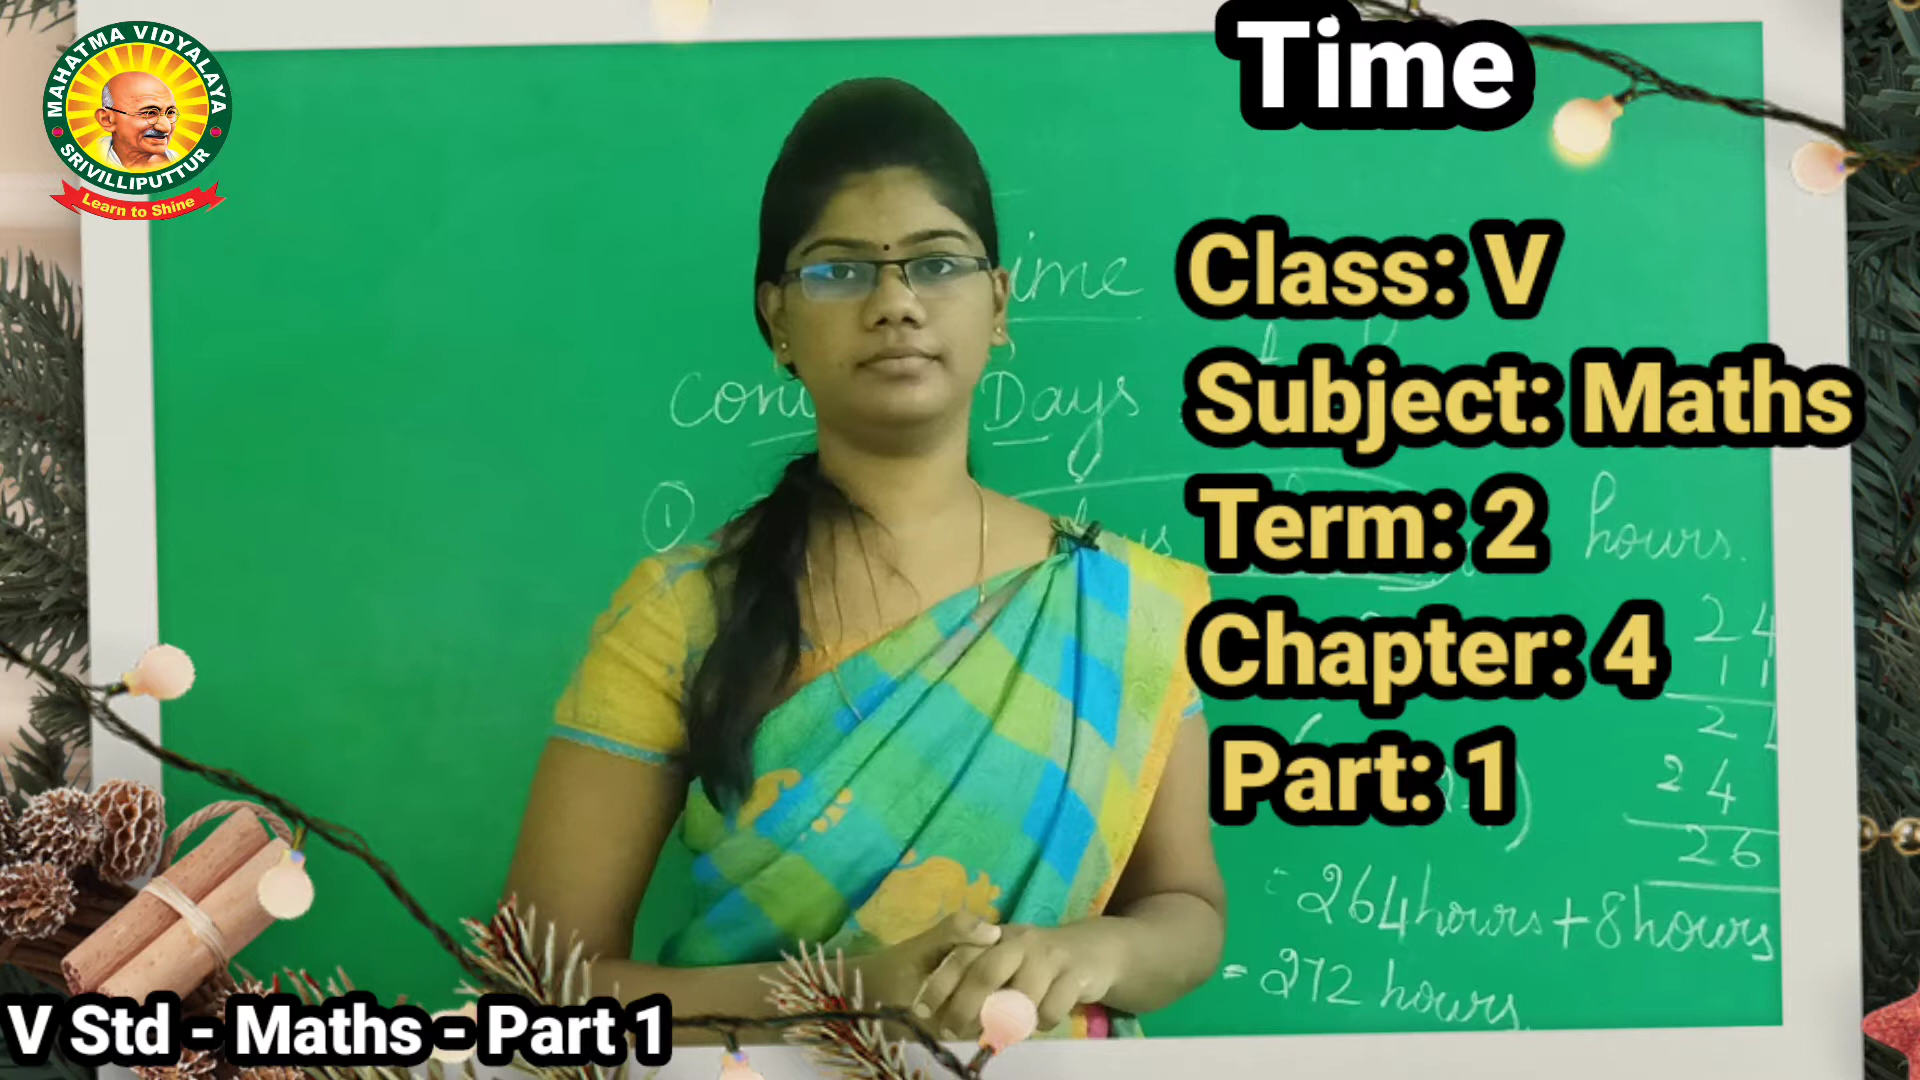 MAHATMA VIDYALAYA
SRIVILLIPUTTUR
Learn to Shine
Time
Class: V
Subject: Maths
Term: 2
Chapter: 4
Part: 1
Days
hours.
24
24
26
= 264 hours + 8 hours
= 272 hours
V Std - Maths - Part 1